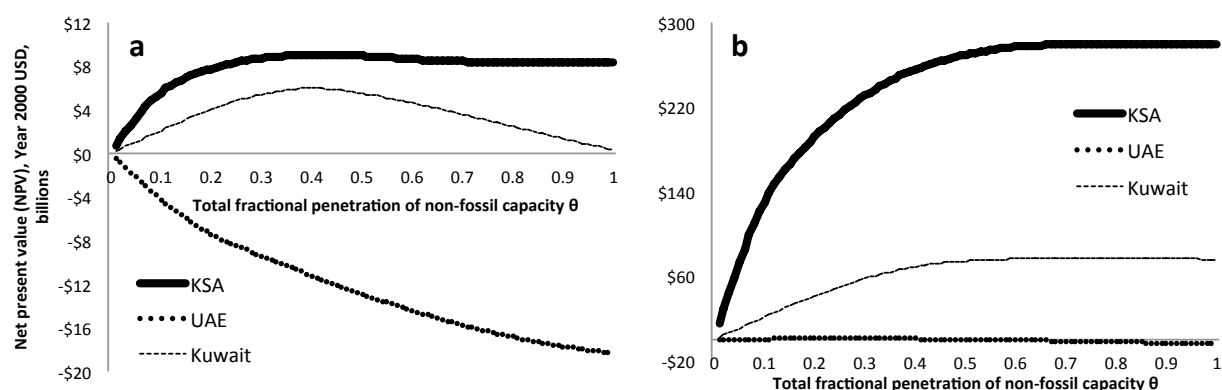 $12
$8
$4
$0
-$4
-$8
-$12
-$16
-$20
Net present value (NPV), Year 2000 USD,
billions
a
0 0.1 0.2 0.3 0.4 0.5 0.6 0.7 0.8 0.9 1
Total fractional penetration of non-fossil capacity θ
KSA
UAE
Kuwait
$300
$220
$140
$60
-$20
b
KSA
UAE
Kuwait
0 0.1 0.2 0.3 0.4 0.5 0.6 0.7 0.8 0.9 1
Total fractional penetration of non-fossil capacity θ